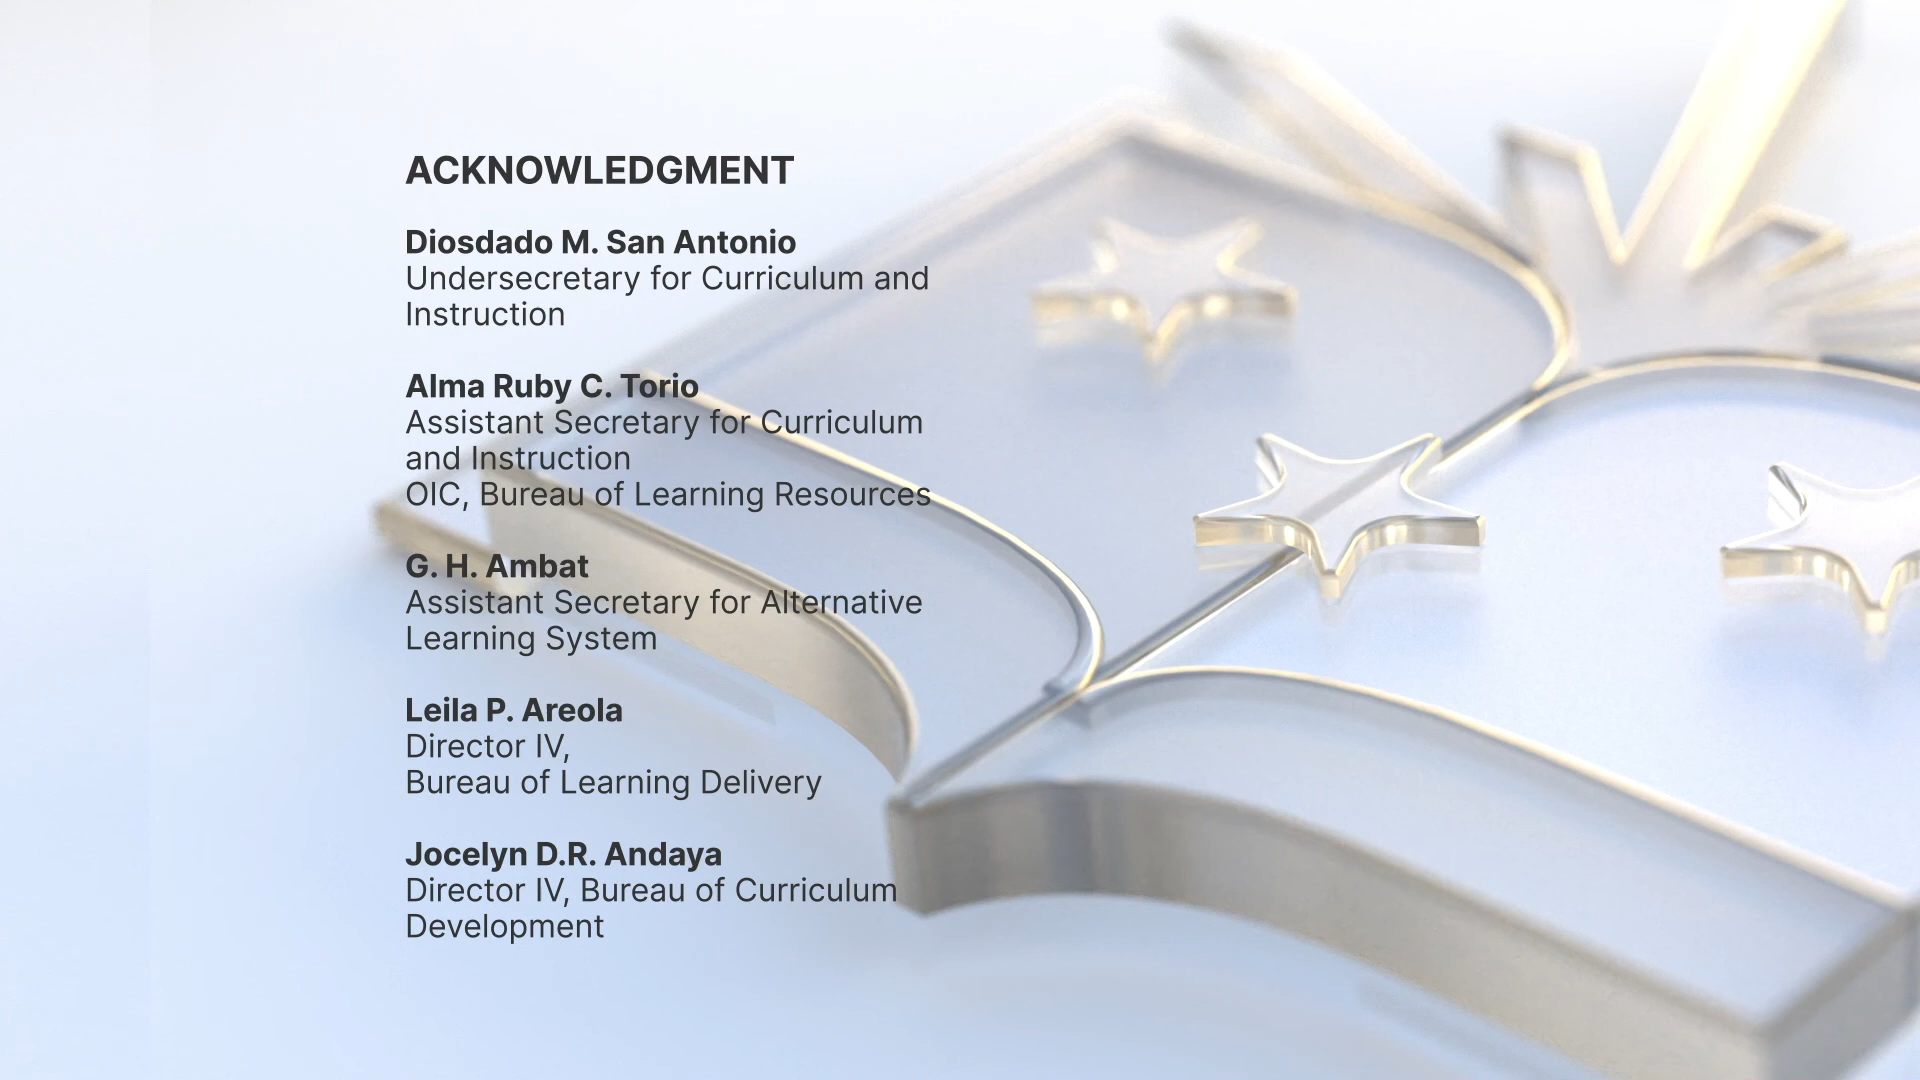 ACKNOWLEDGMENT
Diosdado M. San Antonio
Undersecretary for Curriculum and
Instruction
Alma Ruby C. Torio
Assistant Secretary for Curriculum
and Instruction
OIC, Bureau of Learning Resources
G. H. Ambat
Assistant Secretary for Alternative
Learning System
Leila P. Areola
Director IV,
Bureau of Learning Delivery
Jocelyn D.R. Andaya
Director IV, Bureau of Curriculum
Development